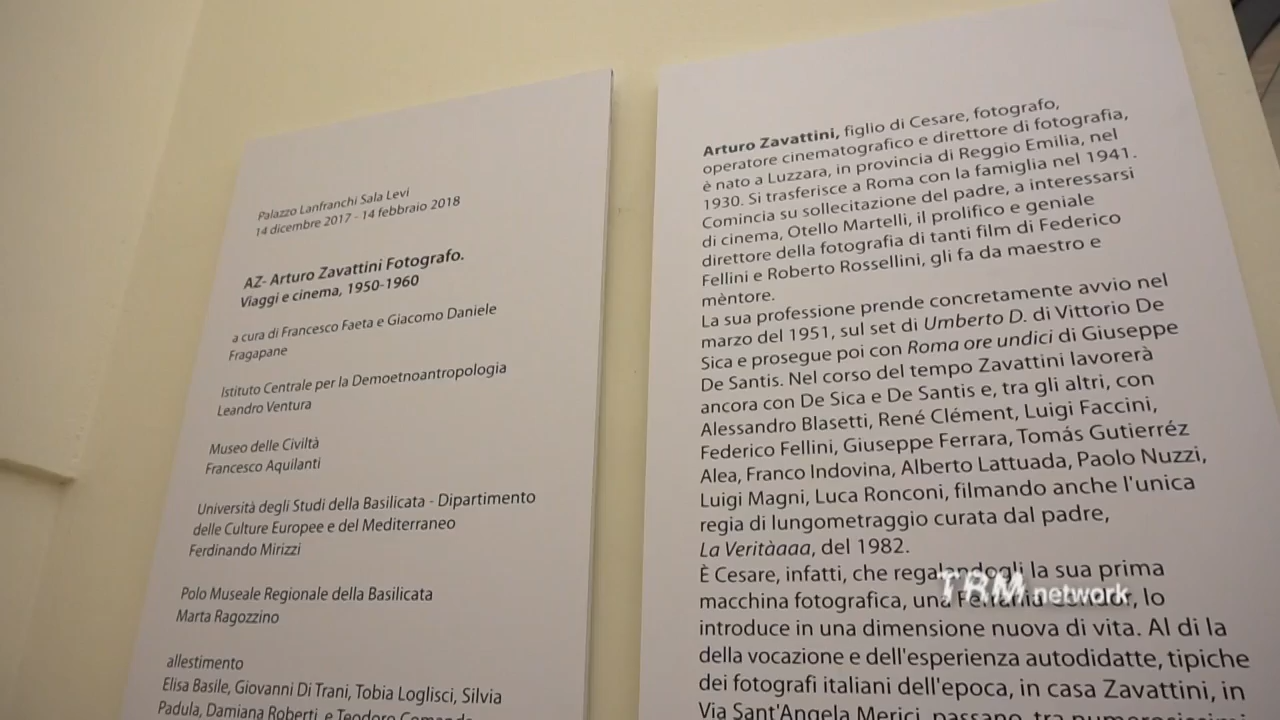 Palazzo Lanfranchi Sala Levi
14 dicembre 2017 - 14 febbraio 2018
AZ- Arturo Zavattini Fotografo.
Viaggi e cinema, 1950-1960
a cura di Francesco Faeta e Giacomo Daniele
Fragapane
Istituto Centrale per la Demoetnoantropologia
Leandro Ventura
Museo delle Civiltà
Francesco Aquilanti
Università degli Studi della Basilicata - Dipartimento
delle Culture Europee e del Mediterraneo
Ferdinando Mirizzi
Polo Museale Regionale della Basilicata
Marta Ragozzino
allestimento
Elisa Basile, Giovanni Di Trani, Tobia Loglisci, Silvia
Padula, Damiana Roberti, e Teodoro
Arturo Zavattini, figlio di Cesare, fotografo,
operatore cinematografico e direttore di fotografia,
è nato a Luzzara, in provincia di Reggio Emilia, nel
1930. Si trasferisce a Roma con la famiglia nel 1941.
Comincia su sollecitazione del padre, a interessarsi
di cinema, Otello Martelli, il prolifico e geniale
direttore della fotografia di tanti film di Federico
Fellini e Roberto Rossellini, gli fa da maestro e
mèntore.
La sua professione prende concretamente avvio nel
marzo del 1951, sul set di Umberto D. di Vittorio De
Sica e prosegue poi con Roma ore undici di Giuseppe
De Santis. Nel corso del tempo Zavattini lavorerà
ancora con De Sica e De Santis e, tra gli altri, con
Alessandro Blasetti, René Clément, Luigi Faccini,
Federico Fellini, Giuseppe Ferrara, Tomás Gutierréz
Alea, Franco Indovina, Alberto Lattuada, Paolo Nuzzi,
Luigi Magni, Luca Ronconi, filmando anche l'unica
regia di lungometraggio curata dal padre,
La Veritàaaa, del 1982.
È Cesare, infatti, che regalandogli la sua prima
macchina fotografica, una Ferrania Condor, lo
introduce in una dimensione nuova di vita. Al di la
della vocazione e dell'esperienza autodidatte, tipiche
dei fotografi italiani dell'epoca, in casa Zavattini, in
Via Sant'Angela Merici, passano, tra numerosissimi
TRM network